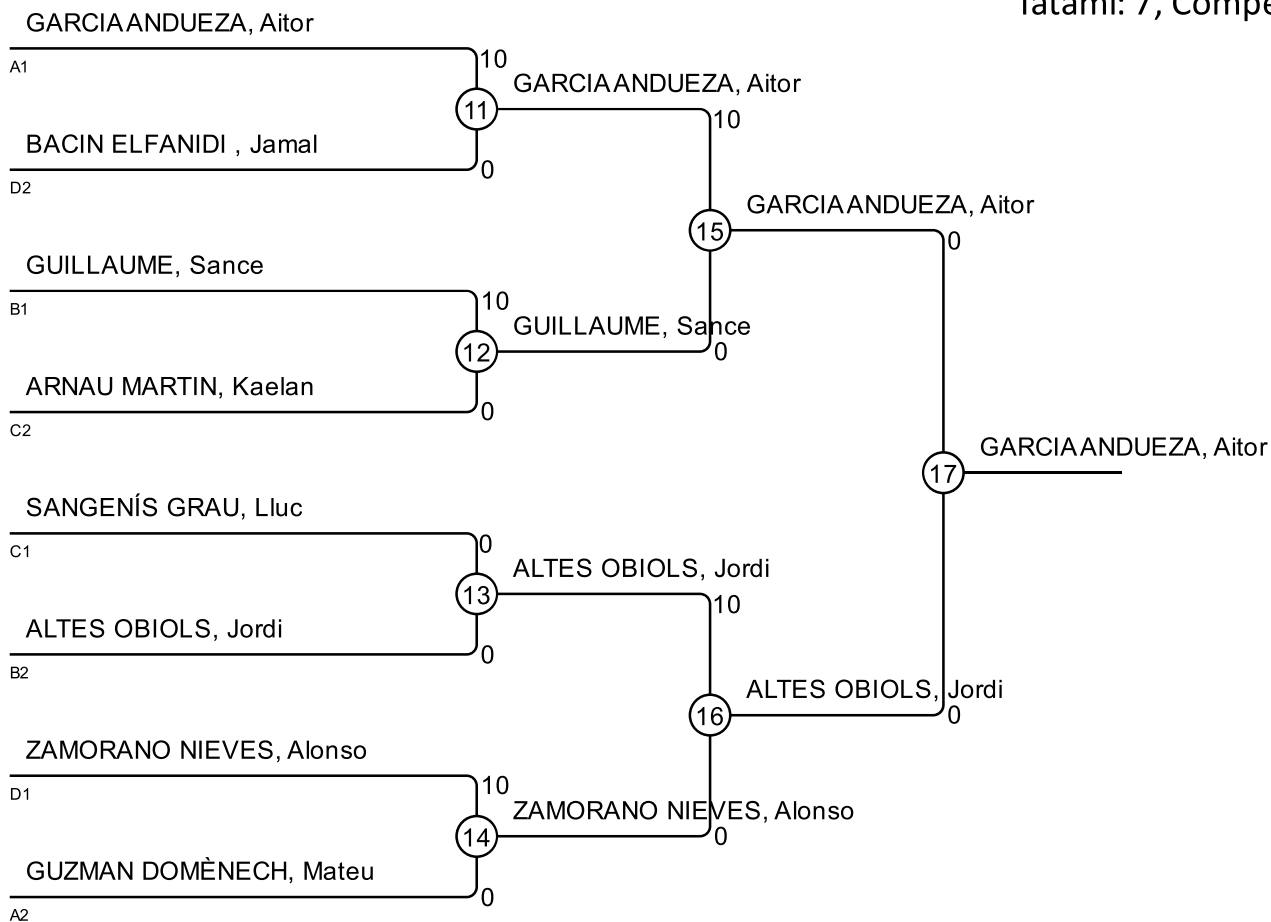 Tatami: 7, Compe
GARCIA ANDUEZA, Aitor
A1
10
11
GARCIA ANDUEZA, Aitor
10
BACIN ELFANIDI , Jamal
0
D2
GARCIA ANDUEZA, Aitor
15
0
GUILLAUME, Sance
B1
10
12
GUILLAUME, Sance
0
ARNAU MARTIN, Kaelan
0
C2
GARCIA ANDUEZA, Aitor
17
SANGENÍS GRAU, Lluc
C1
0
13
ALTES OBIOLS, Jordi
10
ALTES OBIOLS, Jordi
0
B2
ALTES OBIOLS, Jordi
16
0
ZAMORANO NIEVES, Alonso
D1
10
14
ZAMORANO NIEVES, Alonso
0
GUZMAN DOMÈNECH, Mateu
0
A2